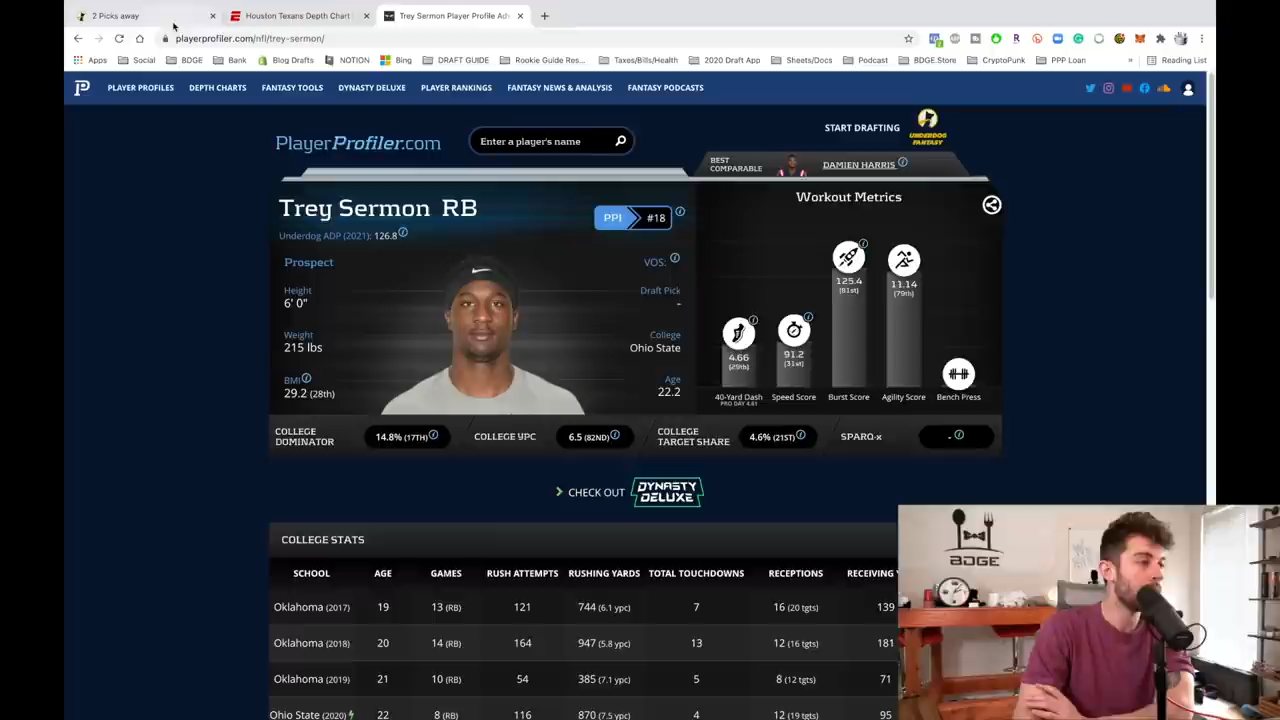 2 Picks away
Houston Texans Depth Chart
Trey Sermon Player Profile Adv
playerprofiler.com/nfl/trey-sermon/
Apps Social BDGE Bank Blog Drafts NOTION Bing DRAFT GUIDE Rookie Guide Res... Taxes/Bills/Health 2020 Draft App Sheets/Docs Podcast BDGE.Store CryptoPunk PPP Loan » Reading List
PLAYER PROFILES DEPTH CHARTS FANTASY TOOLS DYNASTY DELUXE PLAYER RANKINGS FANTASY NEWS & ANALYSIS FANTASY PODCASTS
PlayerProfiler.com
Enter a player's name
START DRAFTING
UNDERDOG
FANTASY
BEST
COMPARABLE
DAMIEN HARRIS
Trey Sermon RB
Underdog ADP (2021): 126.8
PPI #18
Prospect
VOS:
Height
6' 0"
Draft Pick
-
Weight
215 lbs
College
Ohio State
BMI
29.2 (28th)
Age
22.2
Workout Metrics
4.66
(29th)
91.2
(31st)
125.4
(81st)
11.14
(79th)
40-Yard Dash
PRO DAY 4.61
Speed Score
Burst Score
Agility Score
Bench Press
COLLEGE
DOMINATOR
14.8% (17TH)
COLLEGE YPC
6.5 (82ND)
COLLEGE
TARGET SHARE
4.6% (21ST)
SPARQ-x
-
CHECK OUT DYNASTY
DELUXE
COLLEGE STATS
SCHOOL AGE GAMES RUSH ATTEMPTS RUSHING YARDS TOTAL TOUCHDOWNS RECEPTIONS RECEIVING
Oklahoma (2017) 19 13 (RB) 121 744 (6.1 ypc) 7 16 (20 tgts) 139
Oklahoma (2018) 20 14 (RB) 164 947 (5.8 ypc) 13 12 (16 tgts) 181
Oklahoma (2019) 21 10 (RB) 54 385 (7.1 ypc) 5 8 (12 tgts) 71
Ohio State (2020) 22 8 (RB) 116 870 (7.5 ypc) 4 12 (19 tgts) 95
BDGE